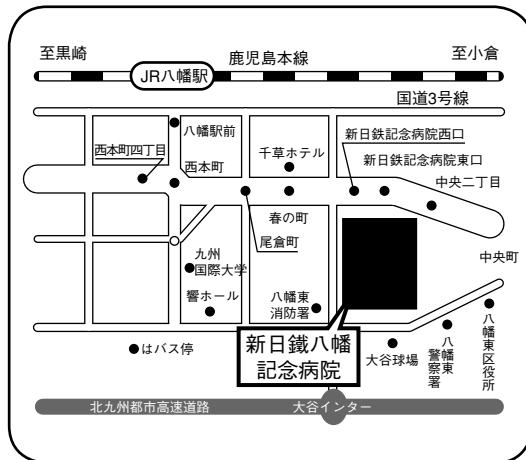 至黒崎
至小倉
鹿児島本線
JR八幡駅
国道3号線
八幡駅前
新日鉄記念病院西口
西本町四丁目
千草ホテル
西本町
新日鉄記念病院東口
中央二丁目
春の町
尾倉町
九州
国際大学
中央町
響ホール
八幡東
消防署
新日鐵八幡
記念病院
●はバス停
大谷球場
八幡東
警察署
八幡東区役所
北九州都市高速道路
大谷インター